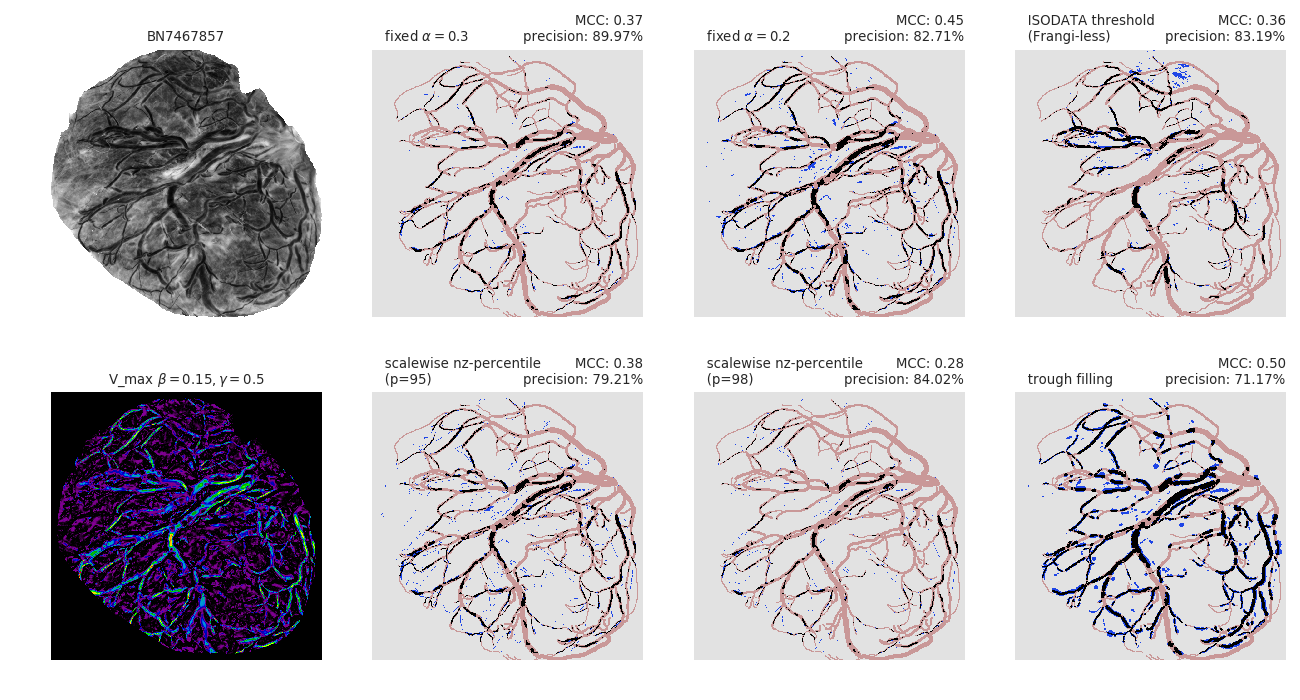 BN7467857
fixed α = 0.3
MCC: 0.37
precision: 89.97%
fixed α = 0.2
MCC: 0.45
precision: 82.71%
ISODATA threshold
(Frangi-less)
MCC: 0.36
precision: 83.19%
V_max β = 0.15, γ = 0.5
scalewise nz-percentile
(p=95)
MCC: 0.38
precision: 79.21%
scalewise nz-percentile
(p=98)
MCC: 0.28
precision: 84.02%
trough filling
MCC: 0.50
precision: 71.17%